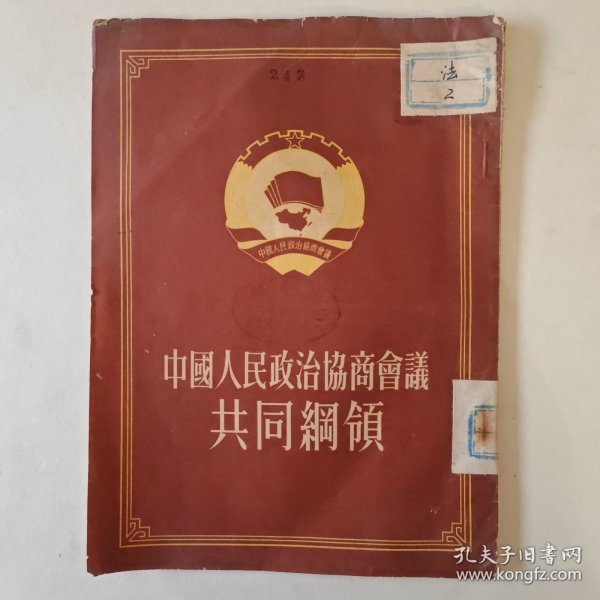 242
法
2
中國人民政治協商會議
中國人民政治協商會議
共同綱領
孔夫子旧书网
www.kongfz.com